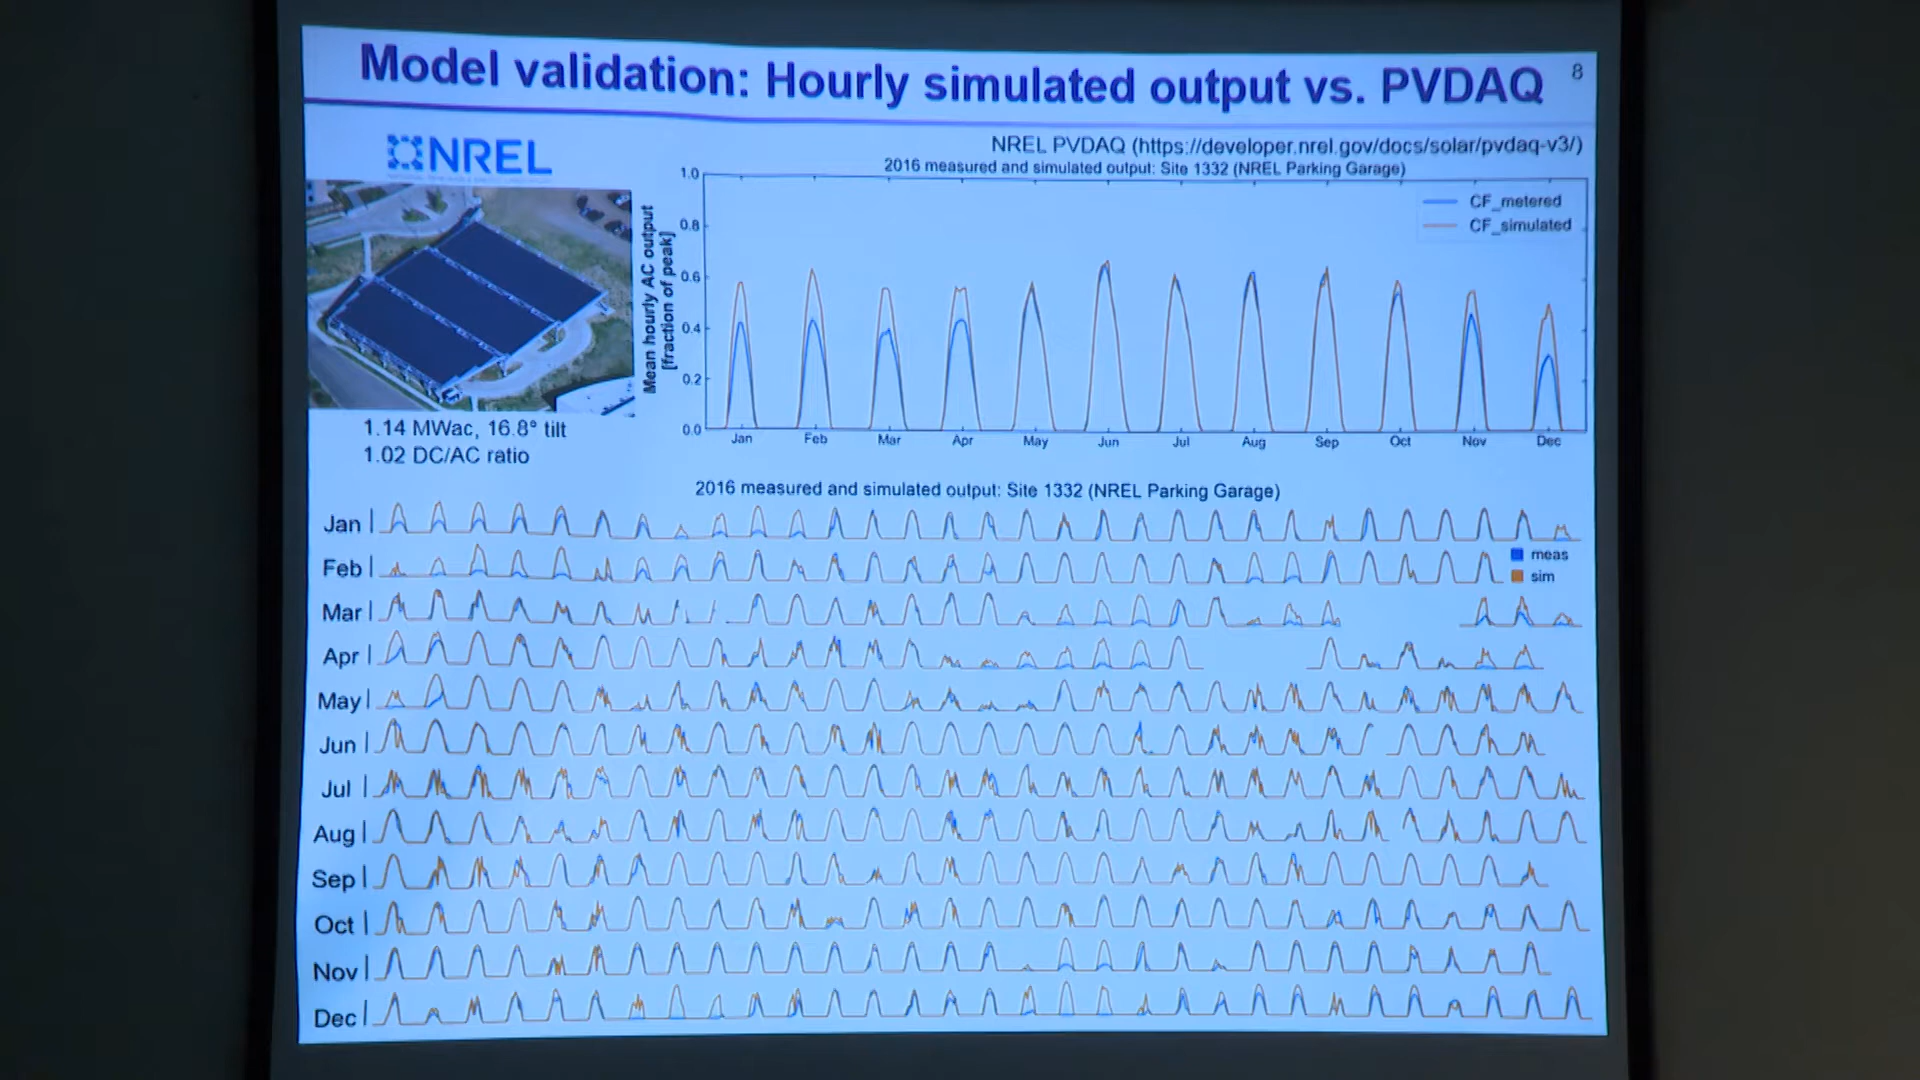 Model validation: Hourly simulated output vs. PVDAQ
8
NREL
NREL PVDAQ (https://developer.nrel.gov/docs/solar/pvdaq-v3/)
2016 measured and simulated output: Site 1332 (NREL Parking Garage)
Mean hourly AC output
[fraction of peak]
1.0
0.8
0.6
0.4
0.2
0.0
CF_metered
CF_simulated
Jan Feb Mar Apr May Jun Jul Aug Sep Oct Nov Dec
1.14 MWac, 16.8° tilt
1.02 DC/AC ratio
2016 measured and simulated output: Site 1332 (NREL Parking Garage)
Jan
Feb
Mar
Apr
May
Jun
Jul
Aug
Sep
Oct
Nov
Dec
meas
sim